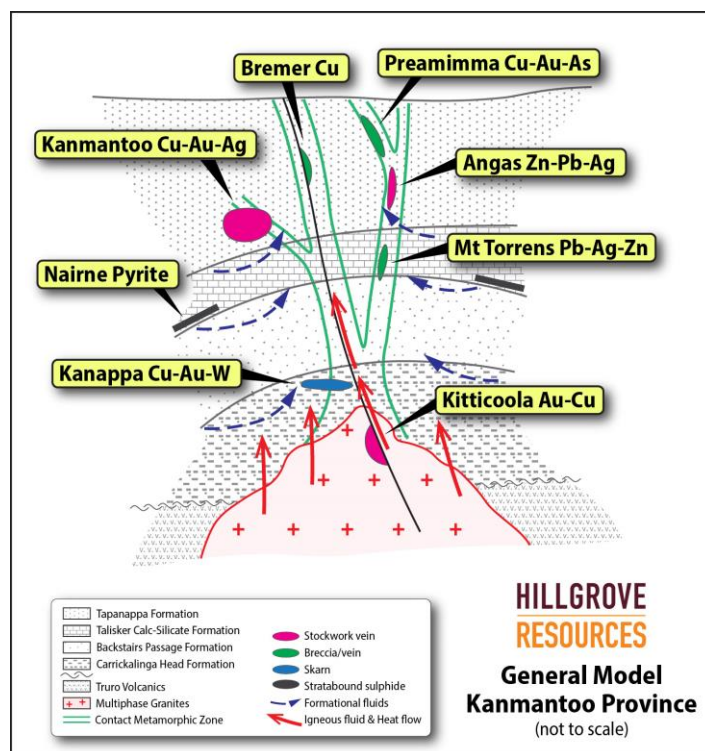 Bremer Cu
Preamimma Cu-Au-As
Kanmantoo Cu-Au-Ag
Angas Zn-Pb-Ag
Mt Torrens Pb-Ag-Zn
Nairne Pyrite
Kanappa Cu-Au-W
Kitticoola Au-Cu
Tapanappa Formation
Talisker Calc-Silicate Formation
Backstairs Passage Formation
Carrickalinga Head Formation
Truro Volcanics
Multiphase Granites
Contact Metamorphic Zone
Stockwork vein
Breccia/vein
Skarn
Stratabound sulphide
Formational fluids
Igneous fluid & Heat flow
HILLGROVE
RESOURCES
General Model
Kanmantoo Province
(not to scale)